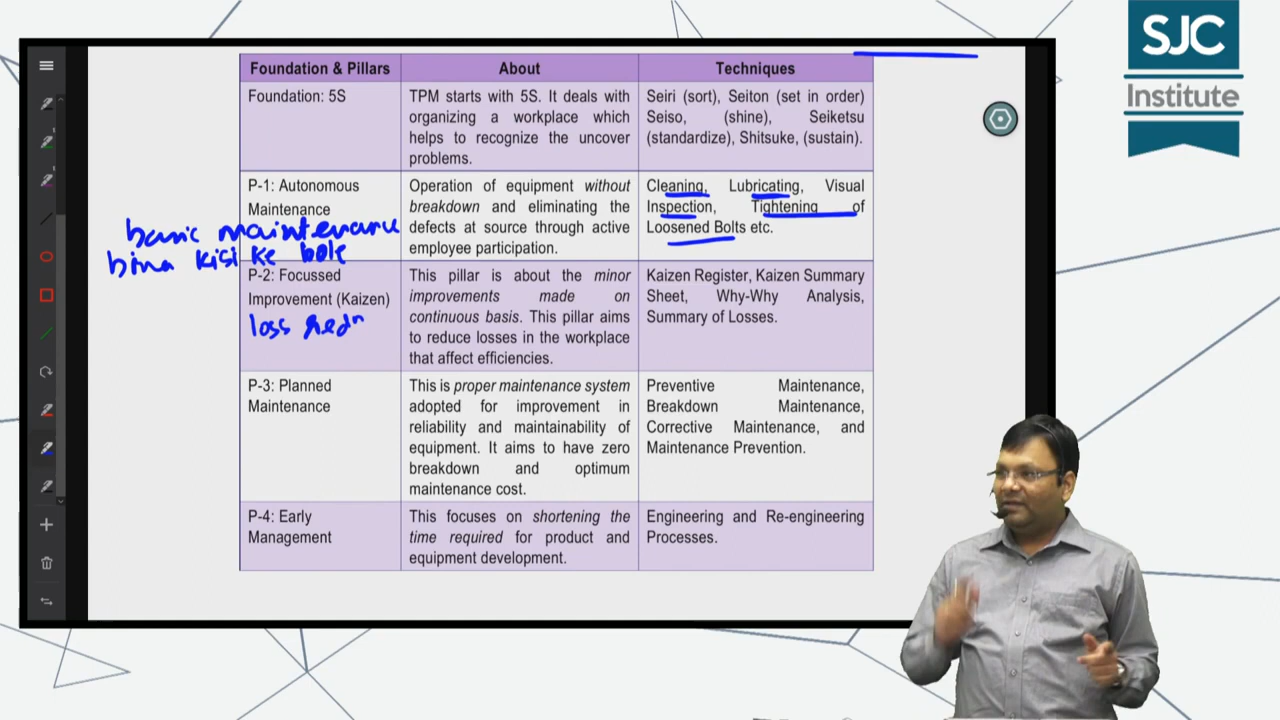 SJC
Institute
Foundation & Pillars
About
Techniques
Foundation: 5S
TPM starts with 5S. It deals with
organizing a workplace which
helps to recognize the uncover
problems.
Seiri (sort), Seiton (set in order)
Seiso, (shine), Seiketsu
(standardize), Shitsuke, (sustain).
P-1: Autonomous
Maintenance
basic maintenance
bina kisi ke bole
Operation of equipment without
breakdown and eliminating the
defects at source through active
employee participation.
Cleaning, Lubricating, Visual
Inspection, Tightening of
Loosened Bolts etc.
P-2: Focussed
Improvement (Kaizen)
loss Redn
This pillar is about the minor
improvements made on
continuous basis. This pillar aims
to reduce losses in the workplace
that affect efficiencies.
Kaizen Register, Kaizen Summary
Sheet, Why-Why Analysis,
Summary of Losses.
P-3: Planned
Maintenance
This is proper maintenance system
adopted for improvement in
reliability and maintainability of
equipment. It aims to have zero
breakdown and optimum
maintenance cost.
Preventive Maintenance,
Breakdown Maintenance,
Corrective Maintenance, and
Maintenance Prevention.
P-4: Early
Management
This focuses on shortening the
time required for product and
equipment development.
Engineering and Re-engineering
Processes.